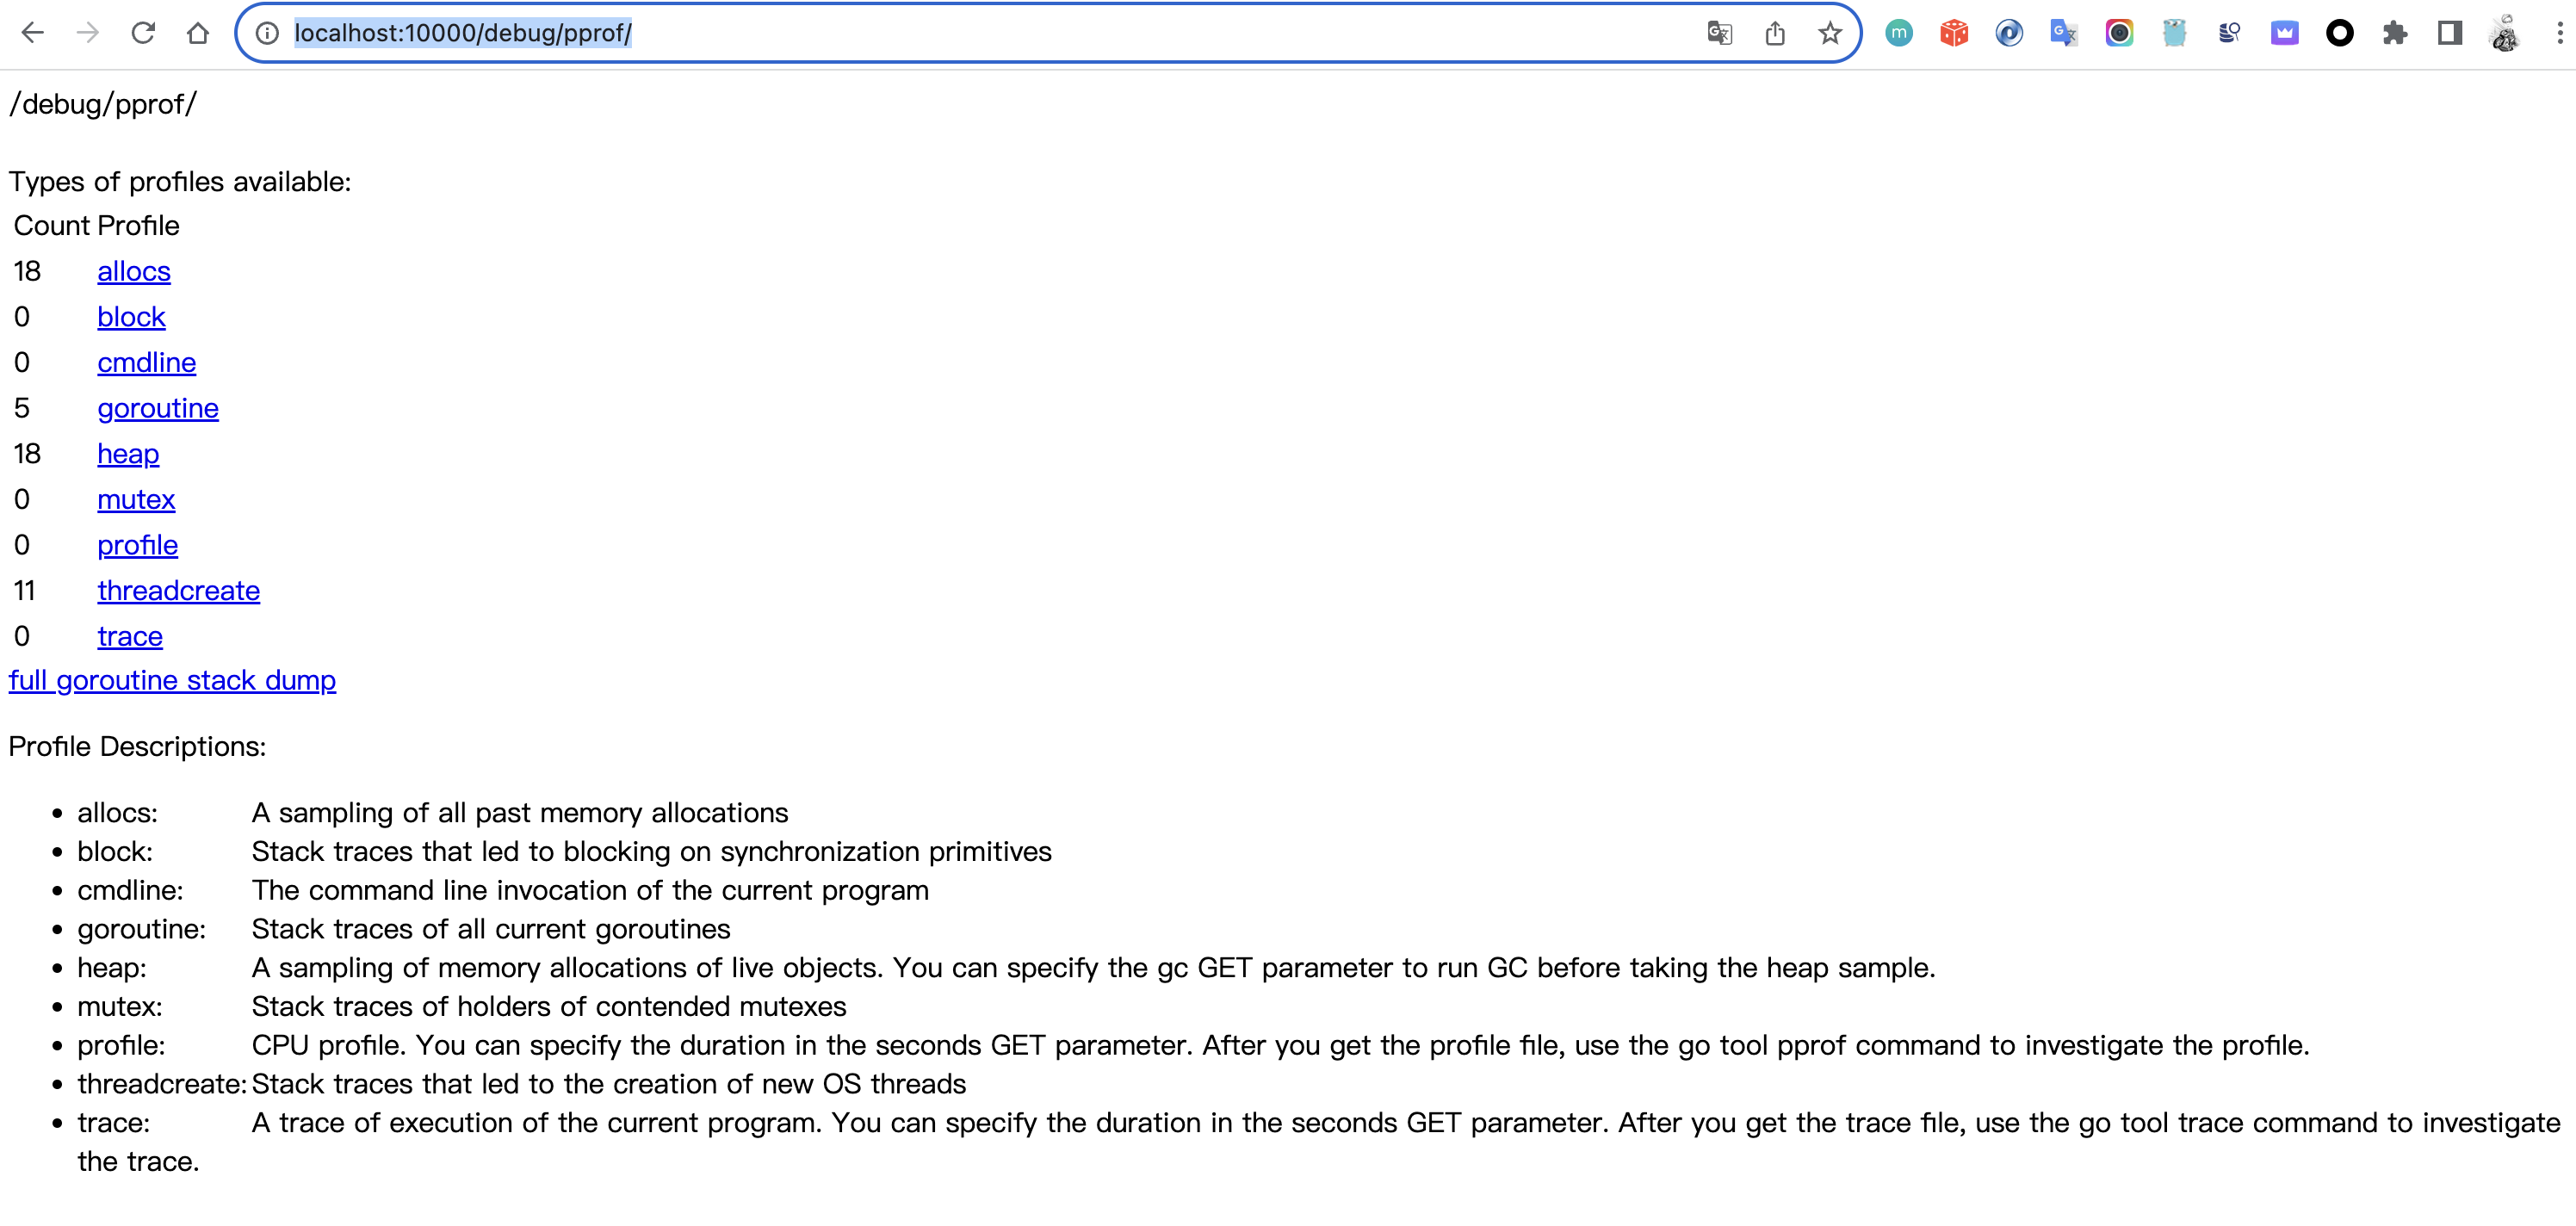 localhost:10000/debug/pprof/
m
/debug/pprof/
Types of profiles available:
Count Profile
18 allocs
0 block
0 cmdline
5 goroutine
18 heap
0 mutex
0 profile
11 threadcreate
0 trace
full goroutine stack dump
Profile Descriptions:
• allocs: A sampling of all past memory allocations
• block: Stack traces that led to blocking on synchronization primitives
• cmdline: The command line invocation of the current program
• goroutine: Stack traces of all current goroutines
• heap: A sampling of memory allocations of live objects. You can specify the gc GET parameter to run GC before taking the heap sample.
• mutex: Stack traces of holders of contended mutexes
• profile: CPU profile. You can specify the duration in the seconds GET parameter. After you get the profile file, use the go tool pprof command to investigate the profile.
• threadcreate: Stack traces that led to the creation of new OS threads
• trace: A trace of execution of the current program. You can specify the duration in the seconds GET parameter. After you get the trace file, use the go tool trace command to investigate
the trace.